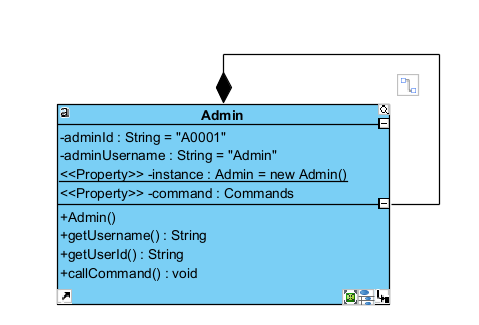 a
Admin
-adminId : String = "A0001"
-adminUsername : String = "Admin"
<<Property>> -instance : Admin = new Admin()
<<Property>> -command : Commands
+Admin()
+getUsername() : String
+getUserId() : String
+callCommand() : void